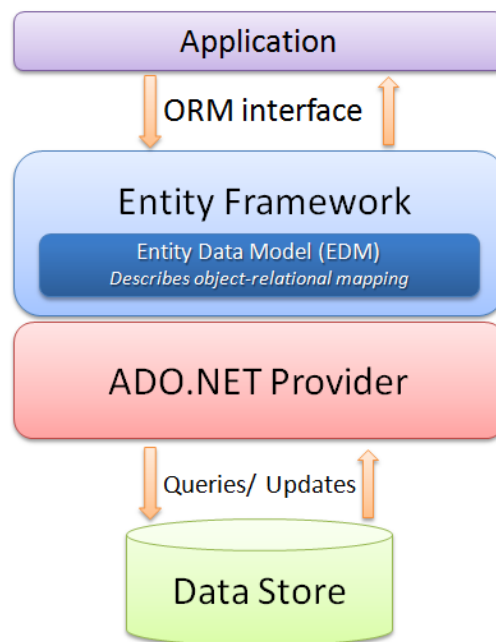 Application
ORM interface
Entity Framework
Entity Data Model (EDM)
Describes object-relational mapping
ADO.NET Provider
Queries/ Updates
Data Store